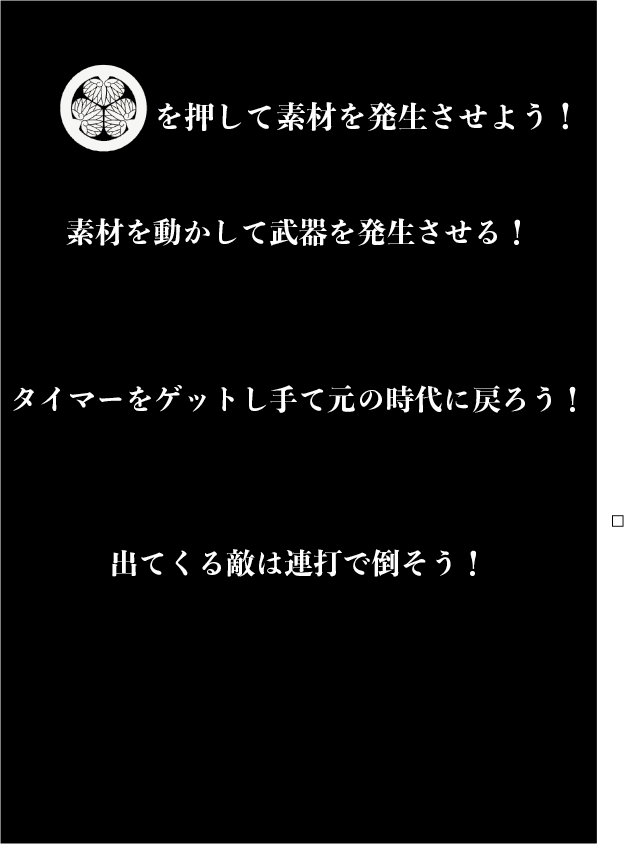 を押して素材を発生させよう！
素材を動かして武器を発生させる！
タイマーをゲットし手て元の時代に戻ろう！
出てくる敵は連打で倒そう！